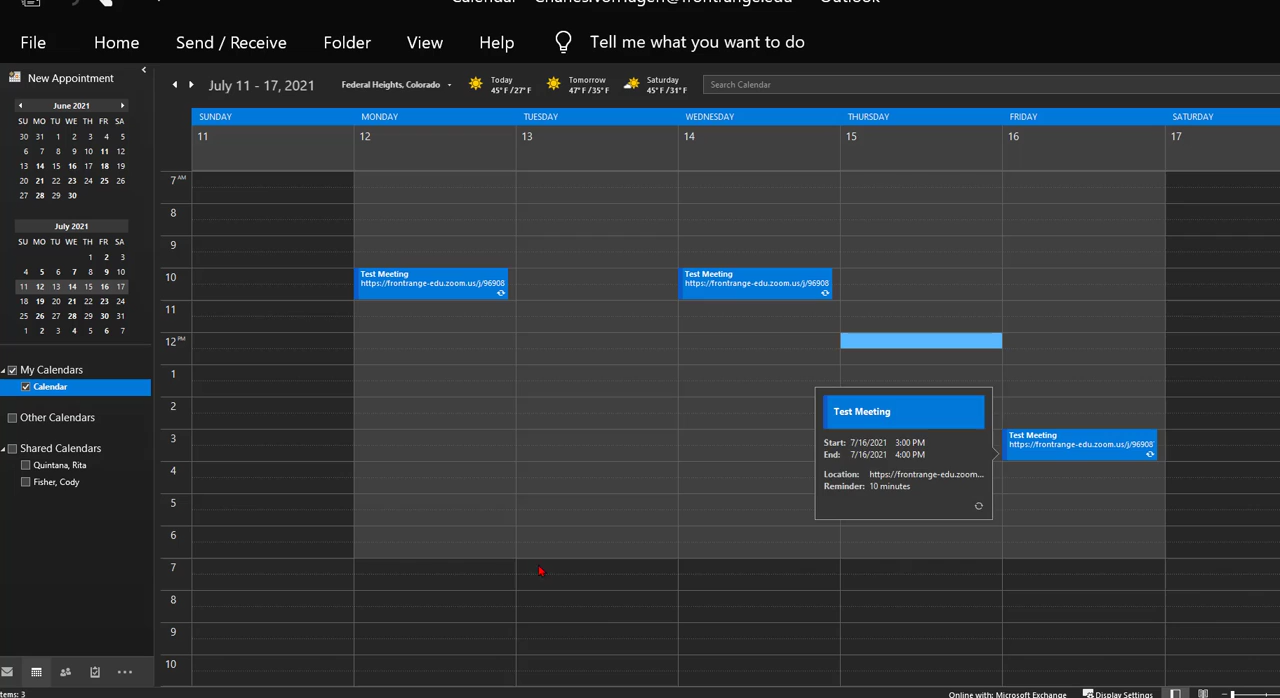 File Home Send / Receive Folder View Help Tell me what you want to do
New Appointment
July 11 - 17, 2021
Federal Heights, Colorado
Today
45° F / 27° F
Tomorrow
47° F / 35° F
Saturday
45° F / 31° F
Search Calendar
June 2021
SU MO TU WE TH FR SA
30 31 1 2 3 4 5
6 7 8 9 10 11 12
13 14 15 16 17 18 19
20 21 22 23 24 25 26
27 28 29 30
July 2021
SU MO TU WE TH FR SA
1 2 3
4 5 6 7 8 9 10
11 12 13 14 15 16 17
18 19 20 21 22 23 24
25 26 27 28 29 30 31
1 2 3 4 5 6 7
My Calendars
Calendar
Other Calendars
Shared Calendars
Quintana, Rita
Fisher, Cody
SUNDAY MONDAY TUESDAY WEDNESDAY THURSDAY FRIDAY SATURDAY
11 12 13 14 15 16 17
7 AM
8
9
10
11
12 PM
1
2
3
4
5
6
7
8
9
10
Test Meeting
https://frontrange-edu.zoom.us/j/96908
Test Meeting
https://frontrange-edu.zoom.us/j/96908
Test Meeting
Start: 7/16/2021 3:00 PM
End: 7/16/2021 4:00 PM
Location: https://frontrange-edu.zoom...
Reminder: 10 minutes
Test Meeting
https://frontrange-edu.zoom.us/j/96908
Online with: Microsoft Exchange Display Settings